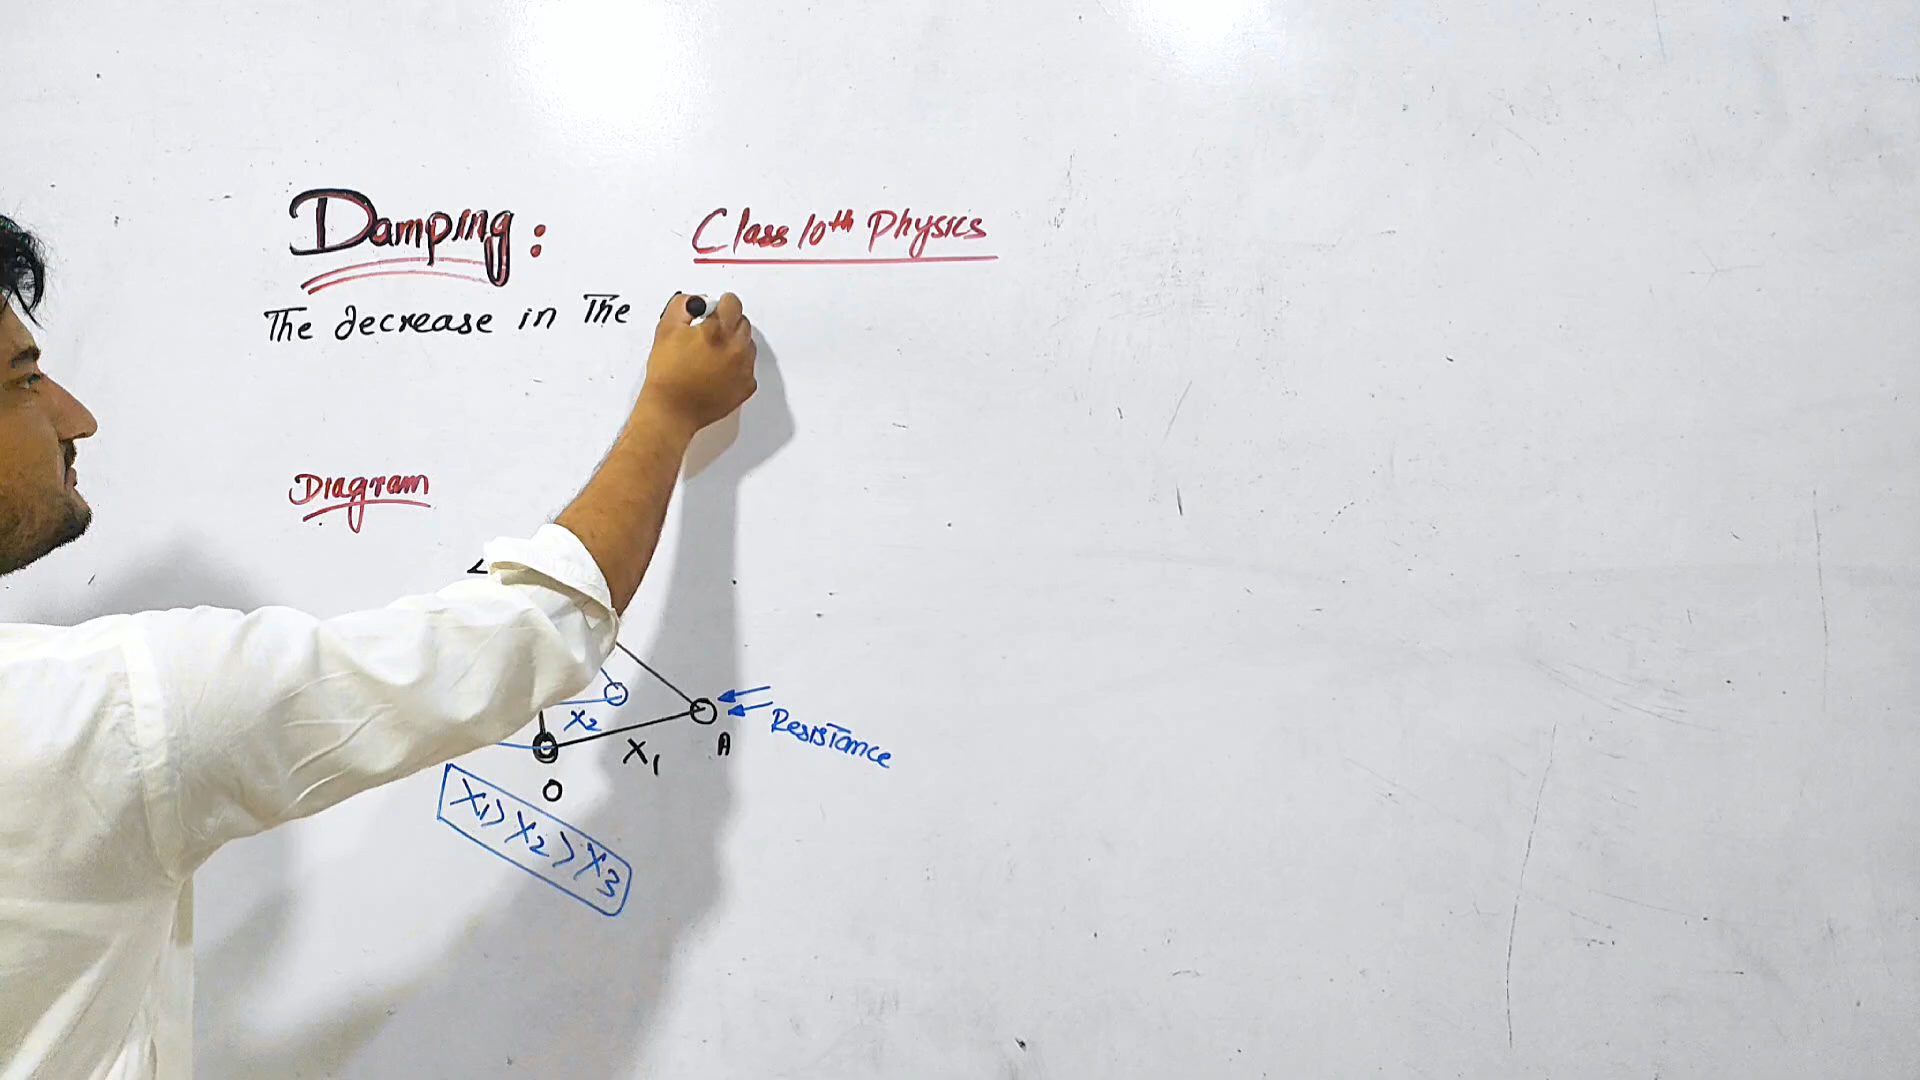 Damping :
Class 10th Physics
The decrease in The
Diagram
L
X2
Resistance
X1
A
O
X1 > X2 > X3